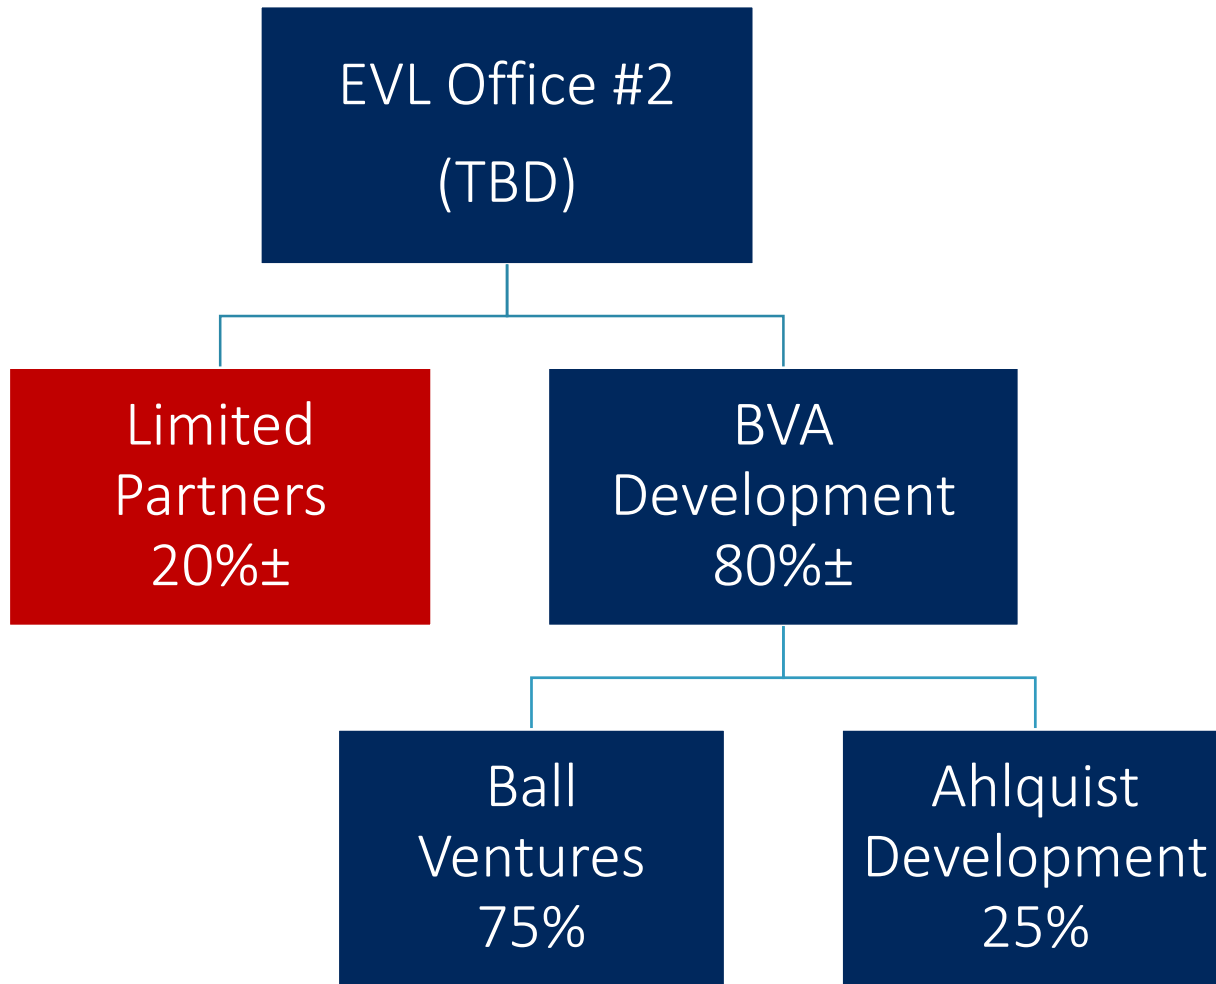 EVL Office #2
(TBD)
Limited
Partners
20%±
BVA
Development
80%±
Ball
Ventures
75%
Ahlquist
Development
25%